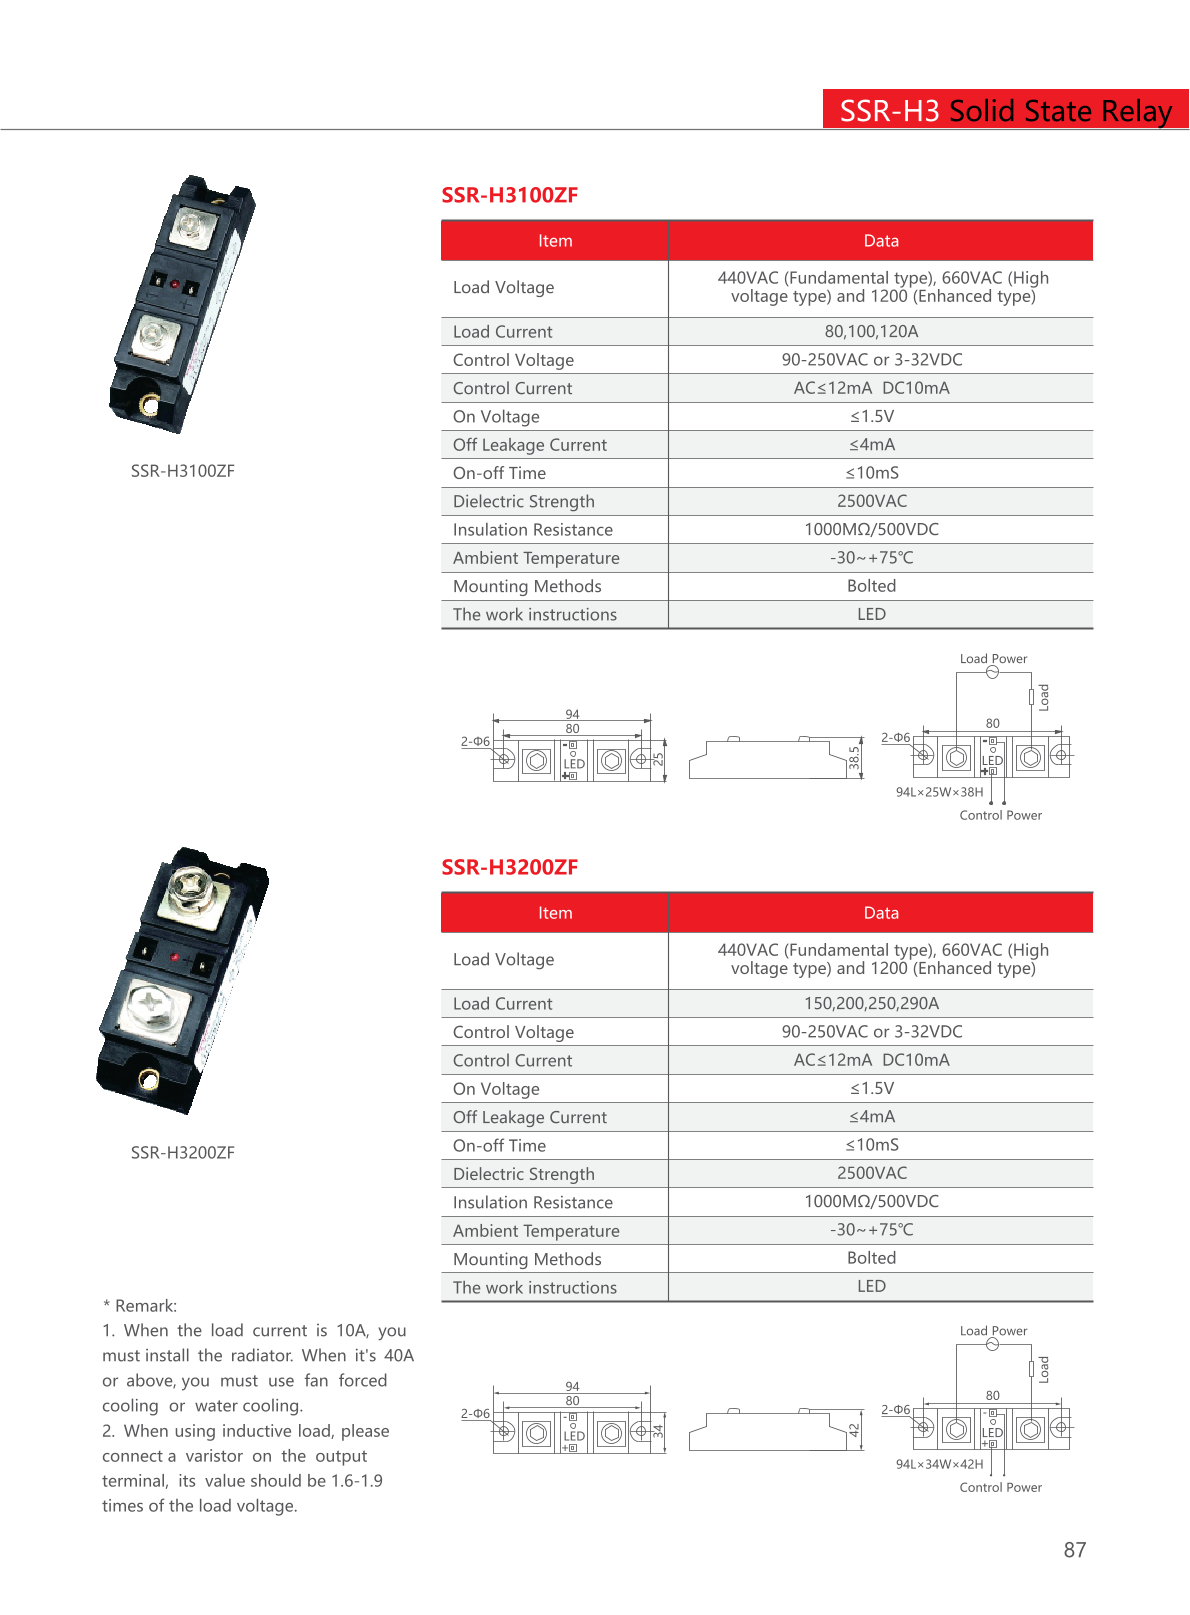 SSR-H3 Solid State Relay
SSR-H3100ZF
SSR-H3100ZF
Item Data
Load Voltage 440VAC (Fundamental type), 660VAC (High
voltage type) and 1200 (Enhanced type)
Load Current 80,100,120A
Control Voltage 90-250VAC or 3-32VDC
Control Current AC≤12mA DC10mA
On Voltage ≤1.5V
Off Leakage Current ≤4mA
On-off Time ≤10mS
Dielectric Strength 2500VAC
Insulation Resistance 1000MΩ/500VDC
Ambient Temperature -30~+75℃
Mounting Methods Bolted
The work instructions LED
94
80
2-Φ6
-
LED
+
25
38.5
Load Power
Load
80
2-Φ6
-
LED
+
94L×25W×38H
Control Power
SSR-H3200ZF
SSR-H3200ZF
Item Data
Load Voltage 440VAC (Fundamental type), 660VAC (High
voltage type) and 1200 (Enhanced type)
Load Current 150,200,250,290A
Control Voltage 90-250VAC or 3-32VDC
Control Current AC≤12mA DC10mA
On Voltage ≤1.5V
Off Leakage Current ≤4mA
On-off Time ≤10mS
Dielectric Strength 2500VAC
Insulation Resistance 1000MΩ/500VDC
Ambient Temperature -30~+75℃
Mounting Methods Bolted
The work instructions LED
* Remark:
1. When the load current is 10A, you
must install the radiator. When it's 40A
or above, you must use fan forced
cooling or water cooling.
2. When using inductive load, please
connect a varistor on the output
terminal, its value should be 1.6-1.9
times of the load voltage.
94
80
2-Φ6
-
LED
+
34
42
Load Power
Load
80
2-Φ6
-
LED
+
94L×34W×42H
Control Power
87